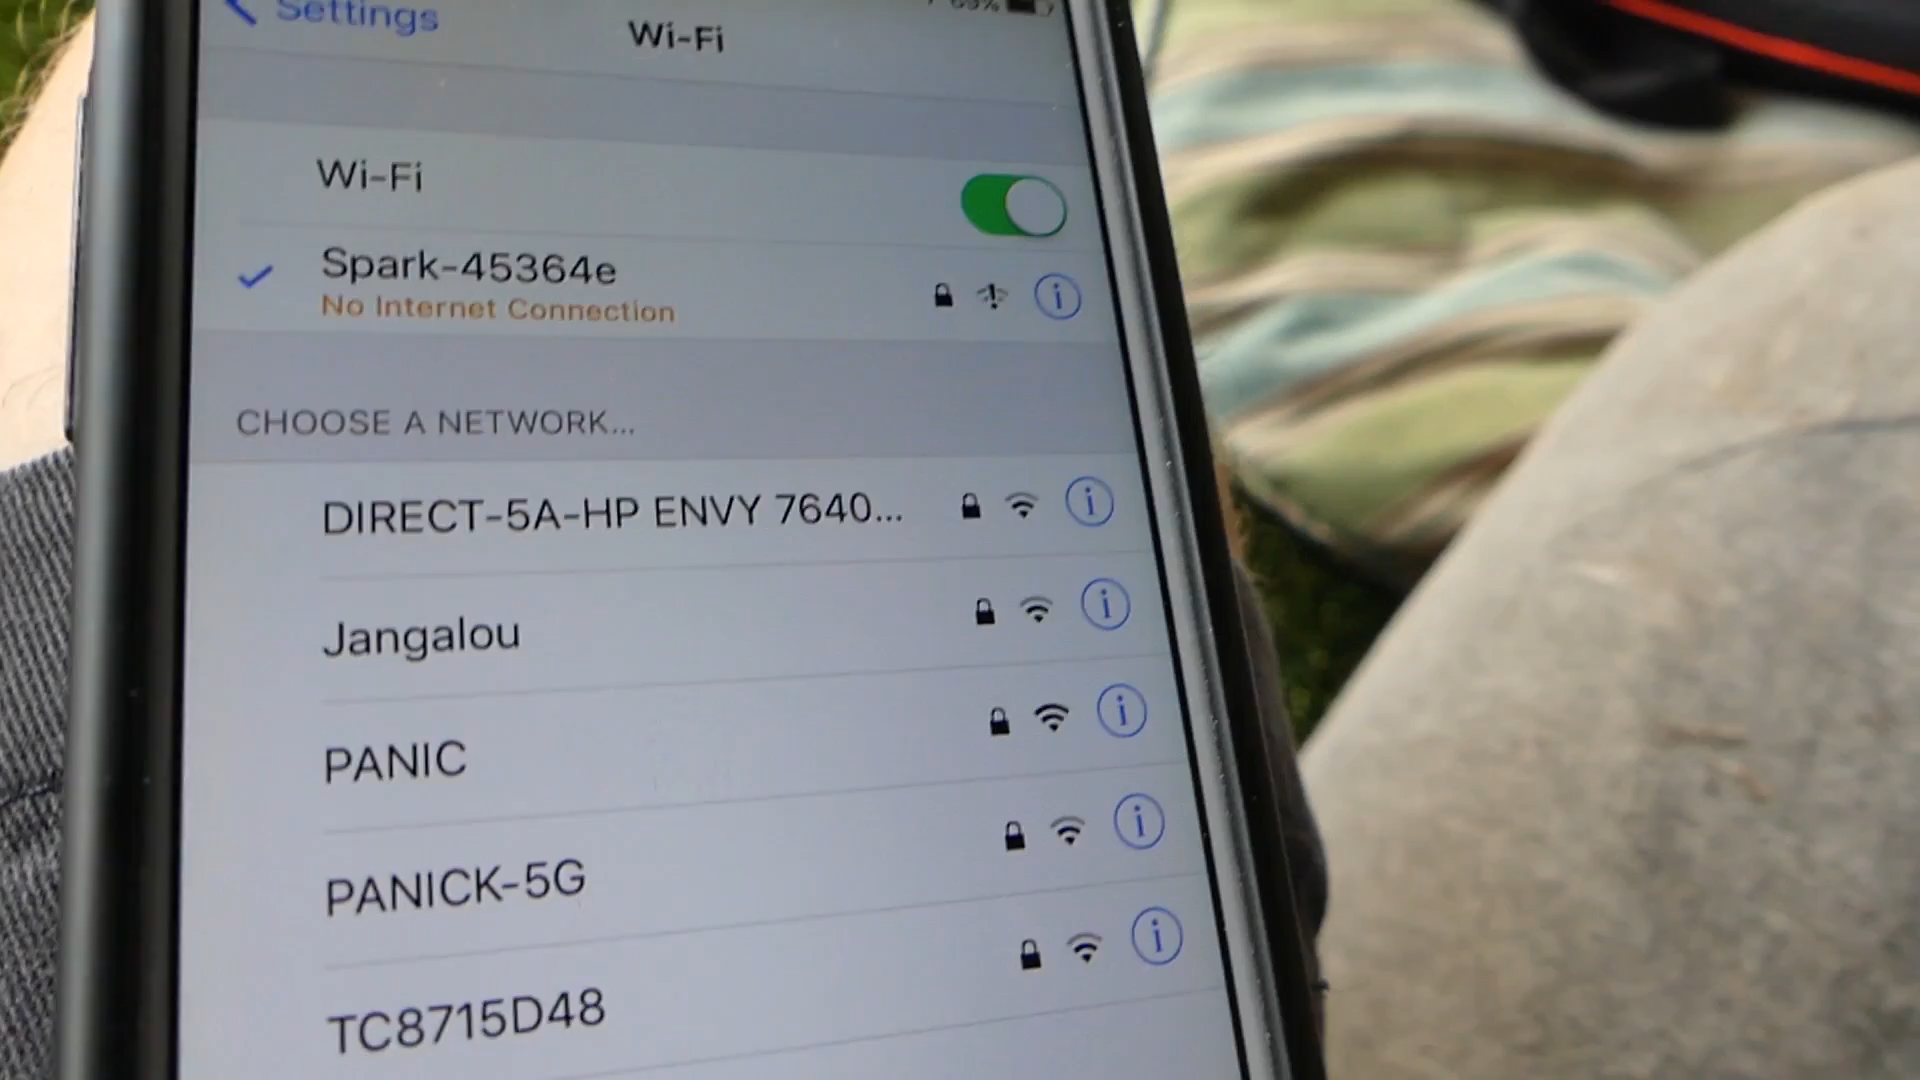 Settings
Wi-Fi
Wi-Fi
Spark-45364e
No Internet Connection
CHOOSE A NETWORK...
DIRECT-5A-HP ENVY 7640...
Jangalou
PANIC
PANICK-5G
TC8715D48